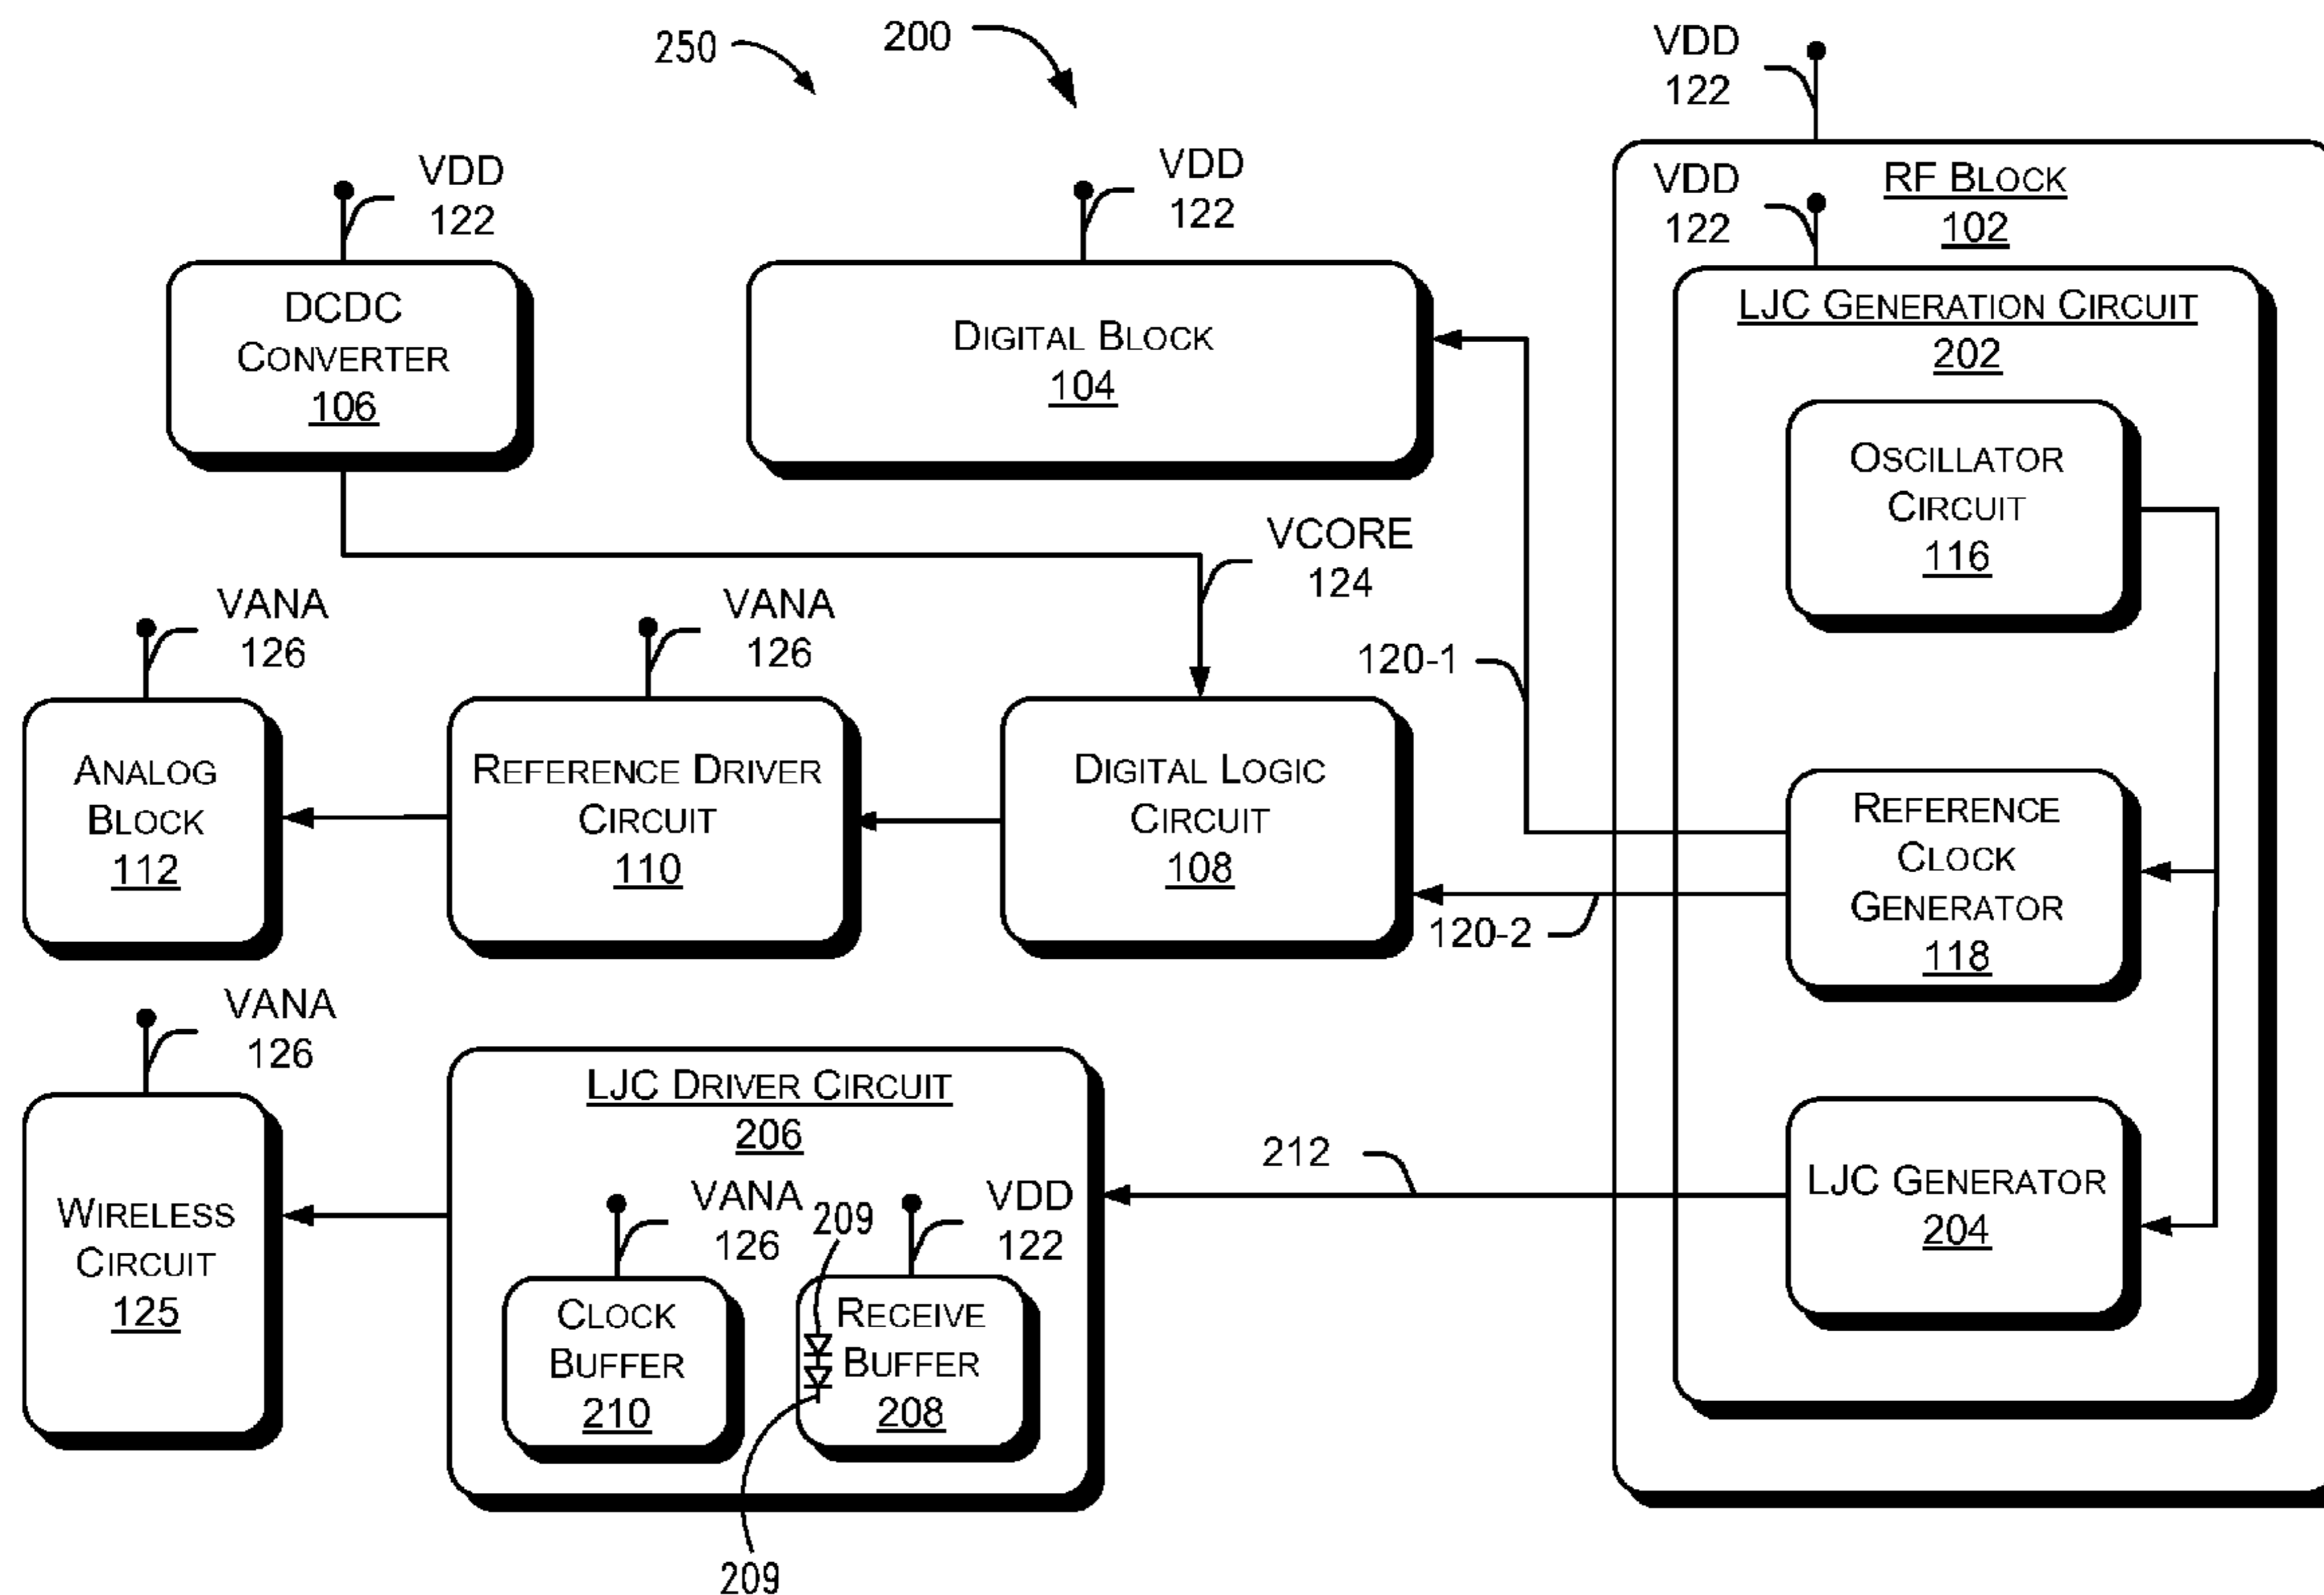 250
200
VDD
122
VDD
122
VDD
122
VDD
122
RF BLOCK
102
DCDC
CONVERTER
106
DIGITAL BLOCK
104
LJC GENERATION CIRCUIT
202
OSCILLATOR
CIRCUIT
116
VCORE
124
VANA
126
VANA
126
120-1
ANALOG
BLOCK
112
REFERENCE DRIVER
CIRCUIT
110
DIGITAL LOGIC
CIRCUIT
108
REFERENCE
CLOCK
GENERATOR
118
120-2
VANA
126
LJC DRIVER CIRCUIT
206
212
LJC GENERATOR
204
WIRELESS
CIRCUIT
125
VANA
126
209
VDD
122
CLOCK
BUFFER
210
RECEIVE
BUFFER
208
209